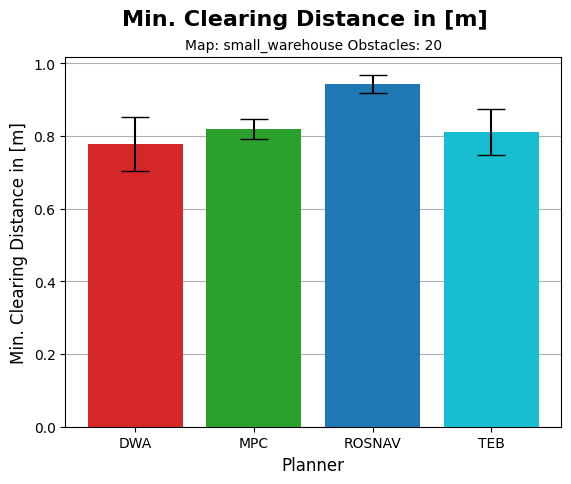 Min. Clearing Distance in [m]
Map: small_warehouse Obstacles: 20
Min. Clearing Distance in [m]
1.0
0.8
0.6
0.4
0.2
0.0
DWA MPC ROSNAV TEB
Planner